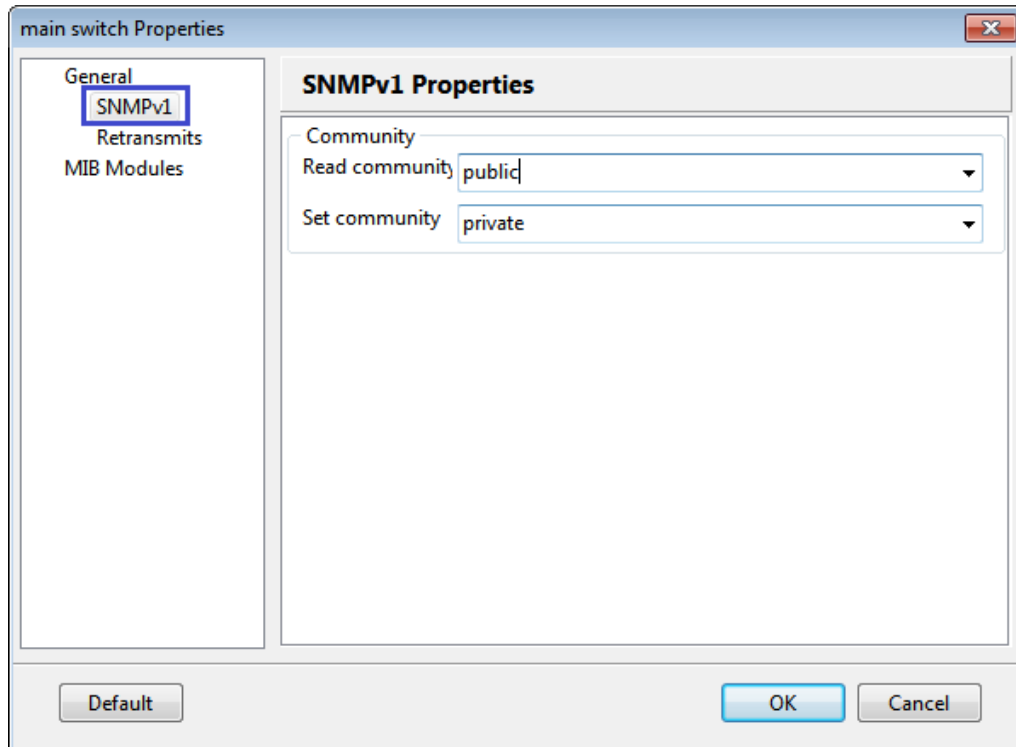 main switch Properties
General
SNMPv1
Retransmits
MIB Modules
SNMPv1 Properties
Community
Read community public
Set community private
Default OK Cancel